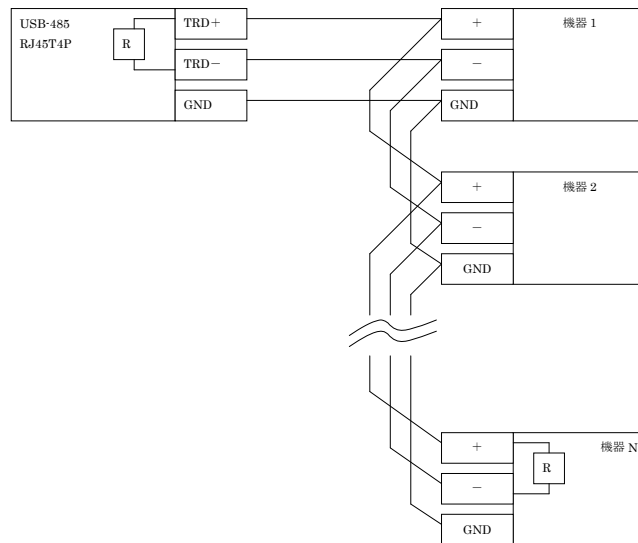 USB-485
RJ45T4P
R
TRD+
TRD−
GND
+
−
GND
機器 1
+
−
GND
機器 2
+
−
GND
R
機器 N